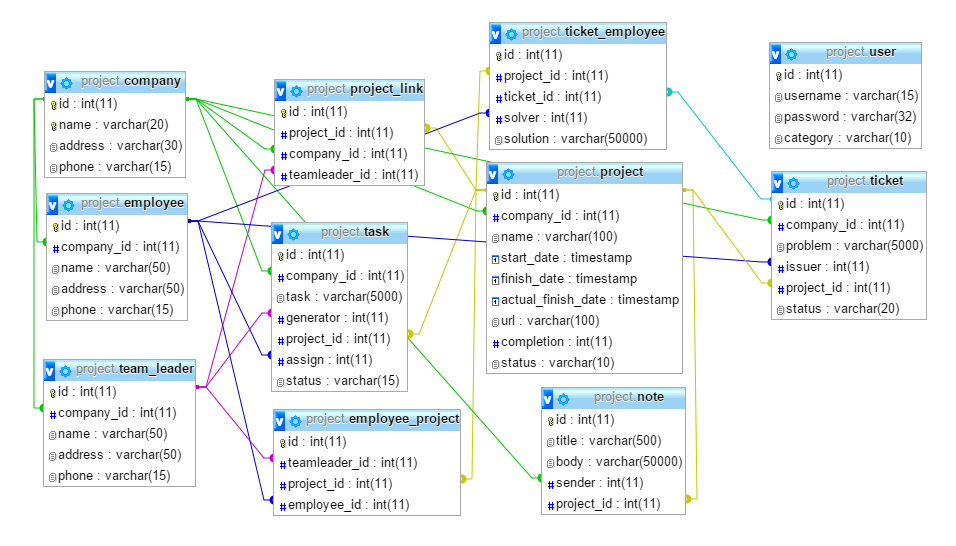 project.company
id : int(11)
name : varchar(20)
address : varchar(30)
phone : varchar(15)
project.employee
id : int(11)
company_id : int(11)
name : varchar(50)
address : varchar(50)
phone : varchar(15)
project.team_leader
id : int(11)
company_id : int(11)
name : varchar(50)
address : varchar(50)
phone : varchar(15)
project.project_link
id : int(11)
project_id : int(11)
company_id : int(11)
teamleader_id : int(11)
project.task
id : int(11)
company_id : int(11)
task : varchar(5000)
generator : int(11)
project_id : int(11)
assign : int(11)
status : varchar(15)
project.employee_project
id : int(11)
teamleader_id : int(11)
project_id : int(11)
employee_id : int(11)
project.ticket_employee
id : int(11)
project_id : int(11)
ticket_id : int(11)
solver : int(11)
solution : varchar(50000)
project.project
id : int(11)
company_id : int(11)
name : varchar(100)
start_date : timestamp
finish_date : timestamp
actual_finish_date : timestamp
url : varchar(100)
completion : int(11)
status : varchar(10)
project.note
id : int(11)
title : varchar(500)
body : varchar(50000)
sender : int(11)
project_id : int(11)
project.user
id : int(11)
username : varchar(15)
password : varchar(32)
category : varchar(10)
project.ticket
id : int(11)
company_id : int(11)
problem : varchar(5000)
issuer : int(11)
project_id : int(11)
status : varchar(20)